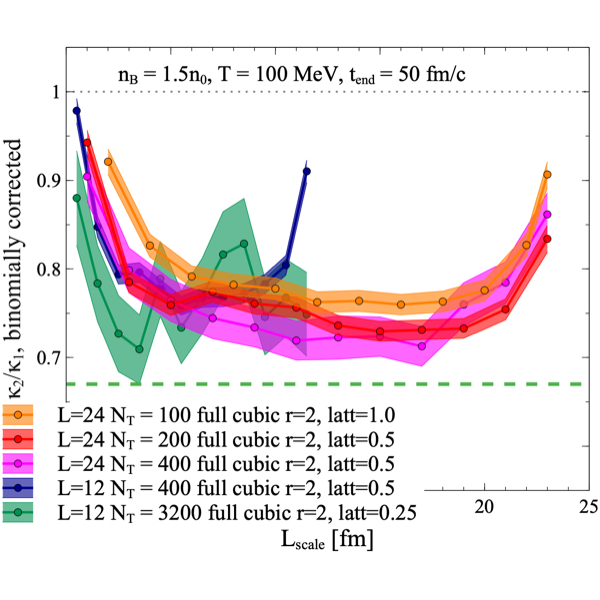 n_B = 1.5n_0, T = 100 MeV, t_end = 50 fm/c
1
0.9
0.8
0.7
κ_2/κ_1, binomially corrected
L=24 N_T = 100 full cubic r=2, latt=1.0
L=24 N_T = 200 full cubic r=2, latt=0.5
L=24 N_T = 400 full cubic r=2, latt=0.5
L=12 N_T = 400 full cubic r=2, latt=0.5
L=12 N_T = 3200 full cubic r=2, latt=0.25
20
25
L_scale [fm]